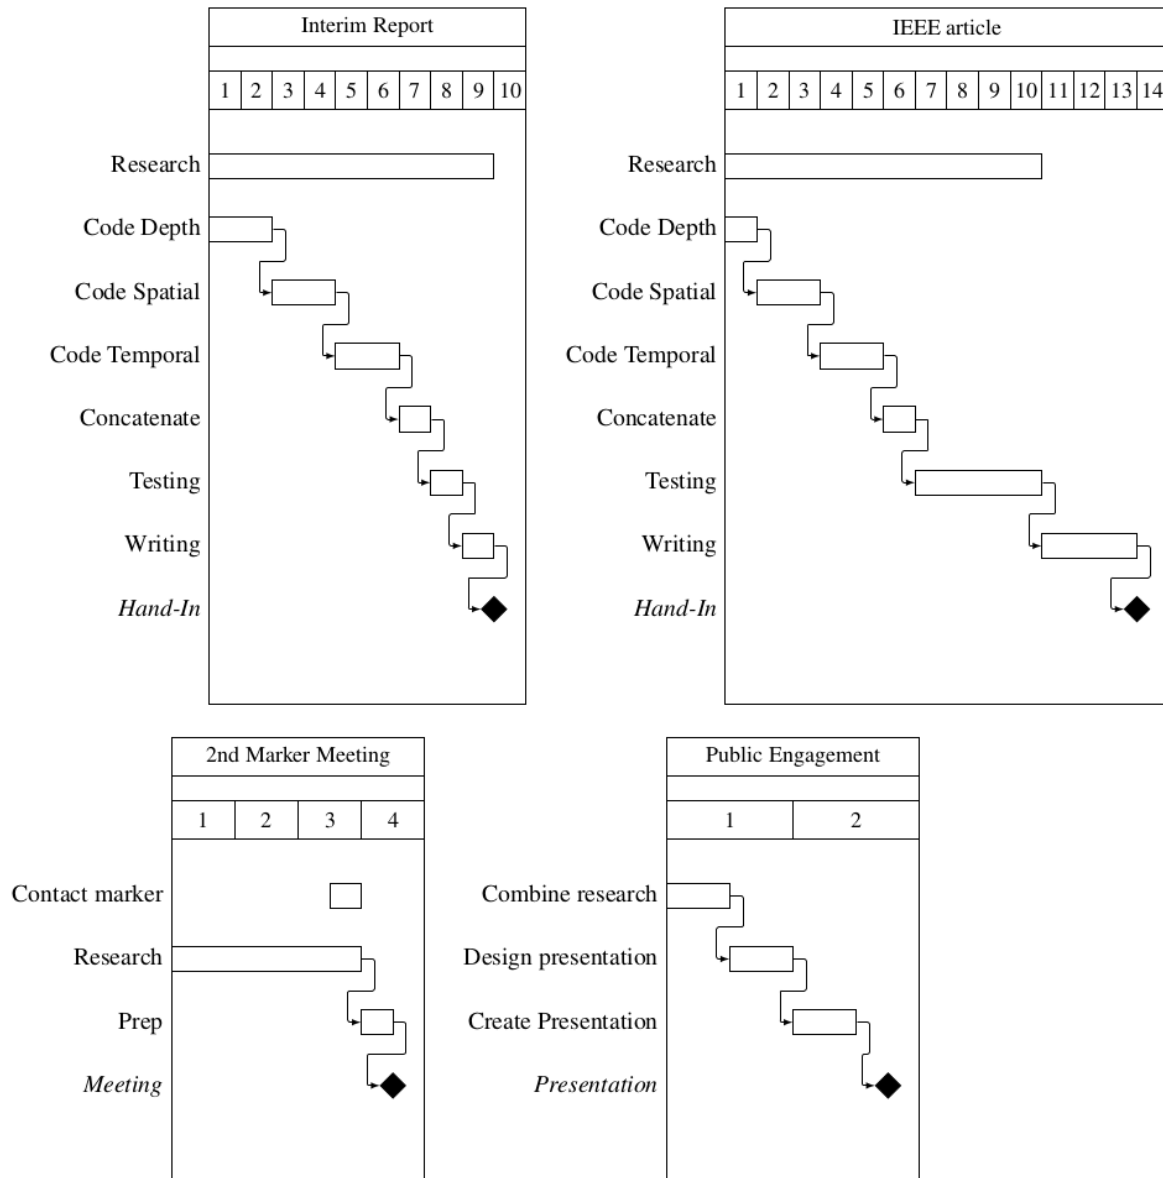 Interim Report
1 2 3 4 5 6 7 8 9 10
Research
Code Depth
Code Spatial
Code Temporal
Concatenate
Testing
Writing
Hand-In
IEEE article
1 2 3 4 5 6 7 8 9 10 11 12 13 14
Research
Code Depth
Code Spatial
Code Temporal
Concatenate
Testing
Writing
Hand-In
2nd Marker Meeting
1 2 3 4
Contact marker
Research
Prep
Meeting
Public Engagement
1 2
Combine research
Design presentation
Create Presentation
Presentation